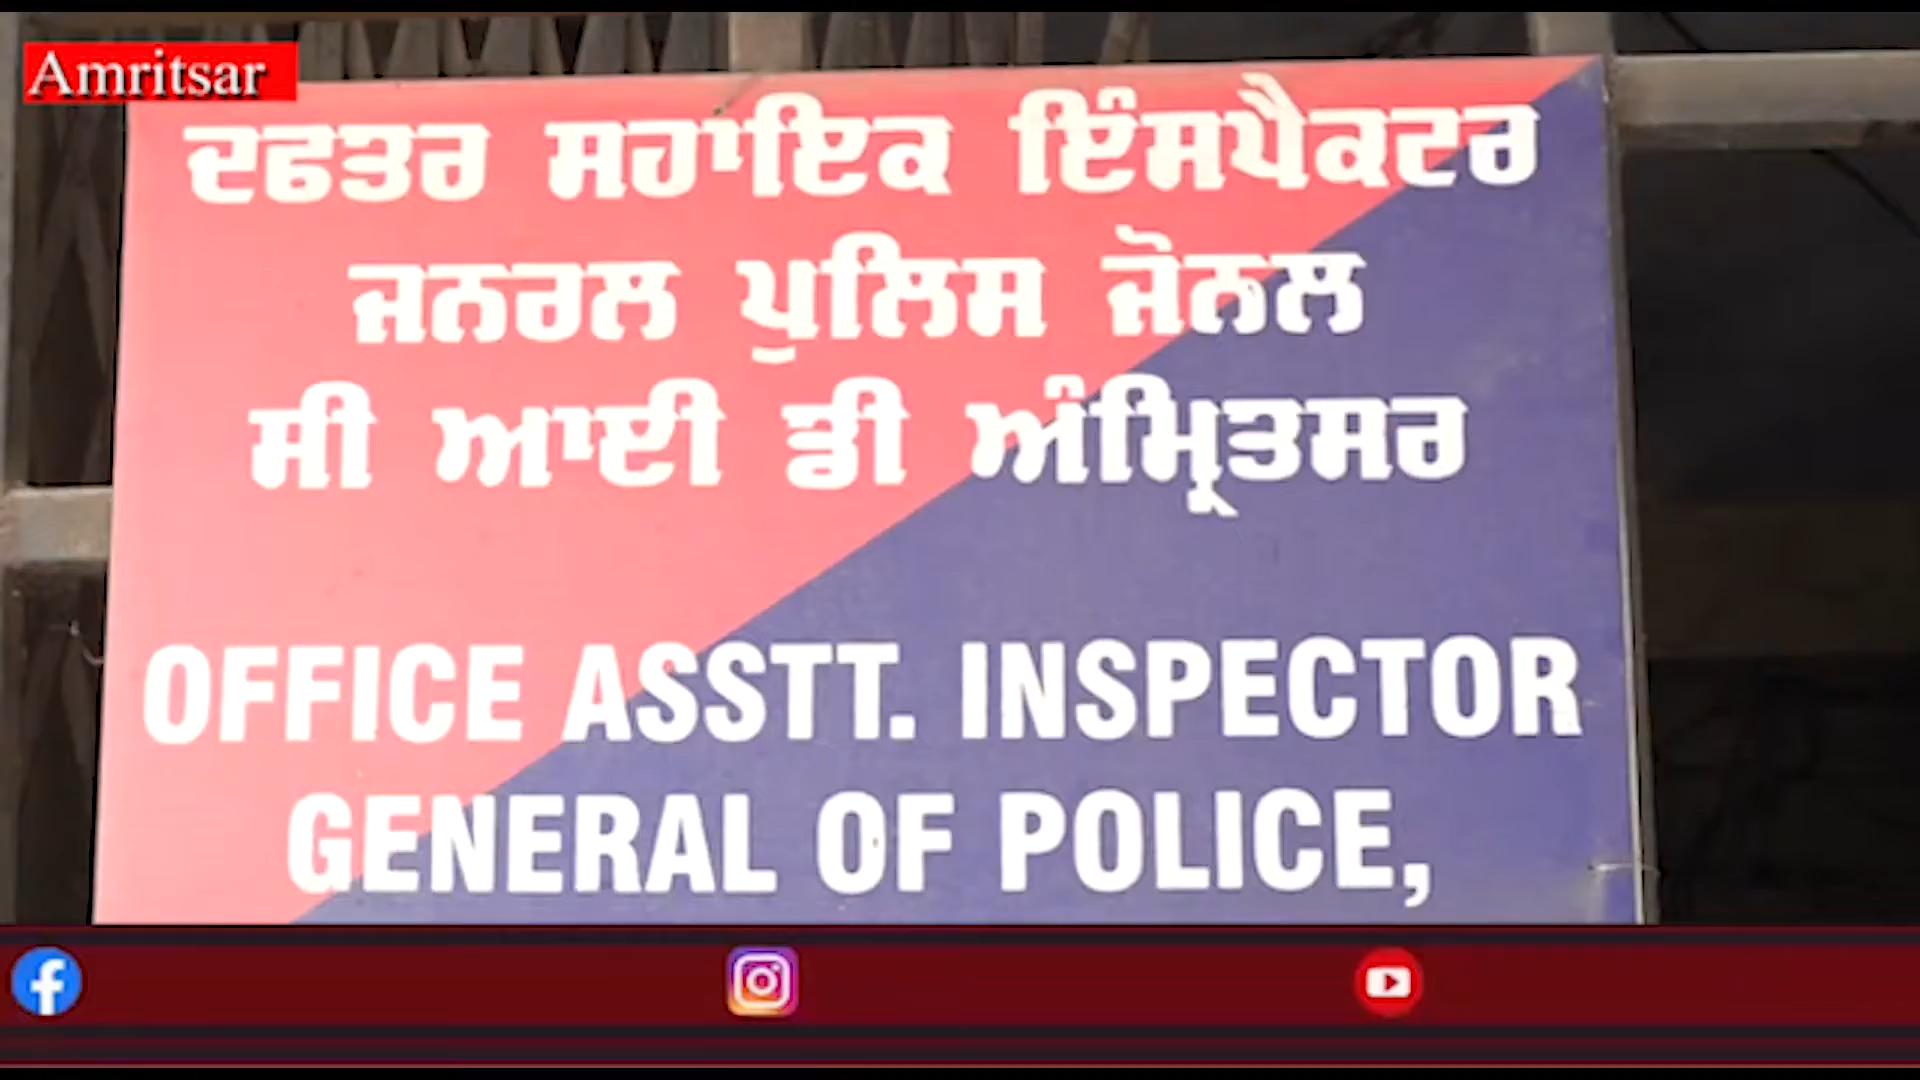 Amritsar
ਦਫਤਰ ਸਹਾਇਕ ਇੰਸਪੈਕਟਰ
ਜਨਰਲ ਪੁਲਿਸ ਜੋਨਲ
ਸੀ ਆਈ ਡੀ ਅੰਮ੍ਰਿਤਸਰ
OFFICE ASSTT. INSPECTOR
GENERAL OF POLICE,